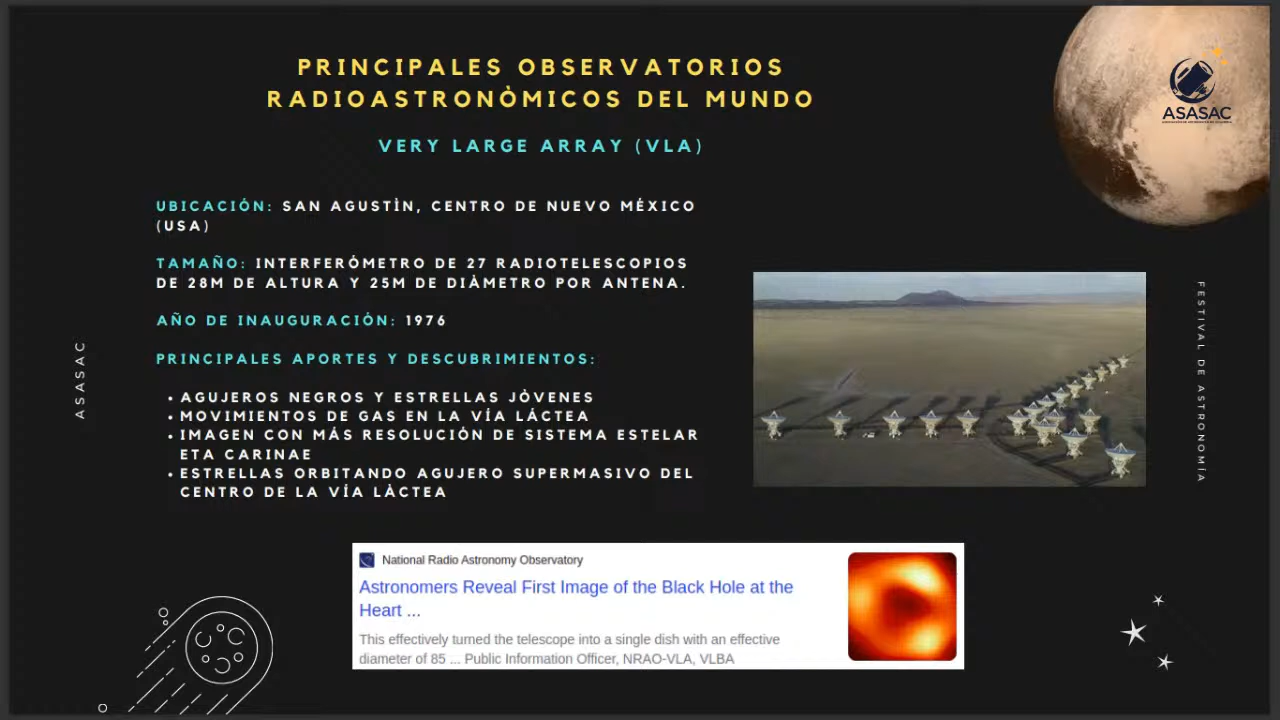 PRINCIPALES OBSERVATORIOS
RADIOASTRONÓMICOS DEL MUNDO
VERY LARGE ARRAY (VLA)
ASASAC
UBICACIÓN: SAN AGUSTÍN, CENTRO DE NUEVO MÉXICO
(USA)
TAMAÑO: INTERFERÓMETRO DE 27 RADIOTELESCOPIOS
DE 28M DE ALTURA Y 25M DE DIÁMETRO POR ANTENA.
AÑO DE INAUGURACIÓN: 1976
PRINCIPALES APORTES Y DESCUBRIMIENTOS:
• AGUJEROS NEGROS Y ESTRELLAS JÓVENES
• MOVIMIENTOS DE GAS EN LA VÍA LÁCTEA
• IMAGEN CON MÁS RESOLUCIÓN DE SISTEMA ESTELAR
ETA CARINAE
• ESTRELLAS ORBITANDO AGUJERO SUPERMASIVO DEL
CENTRO DE LA VÍA LÁCTEA
ASASAC
FESTIVAL DE ASTRONOMÍA
National Radio Astronomy Observatory
Astronomers Reveal First Image of the Black Hole at the
Heart ...
This effectively turned the telescope into a single dish with an effective
diameter of 85 ... Public Information Officer, NRAO-VLA, VLBA